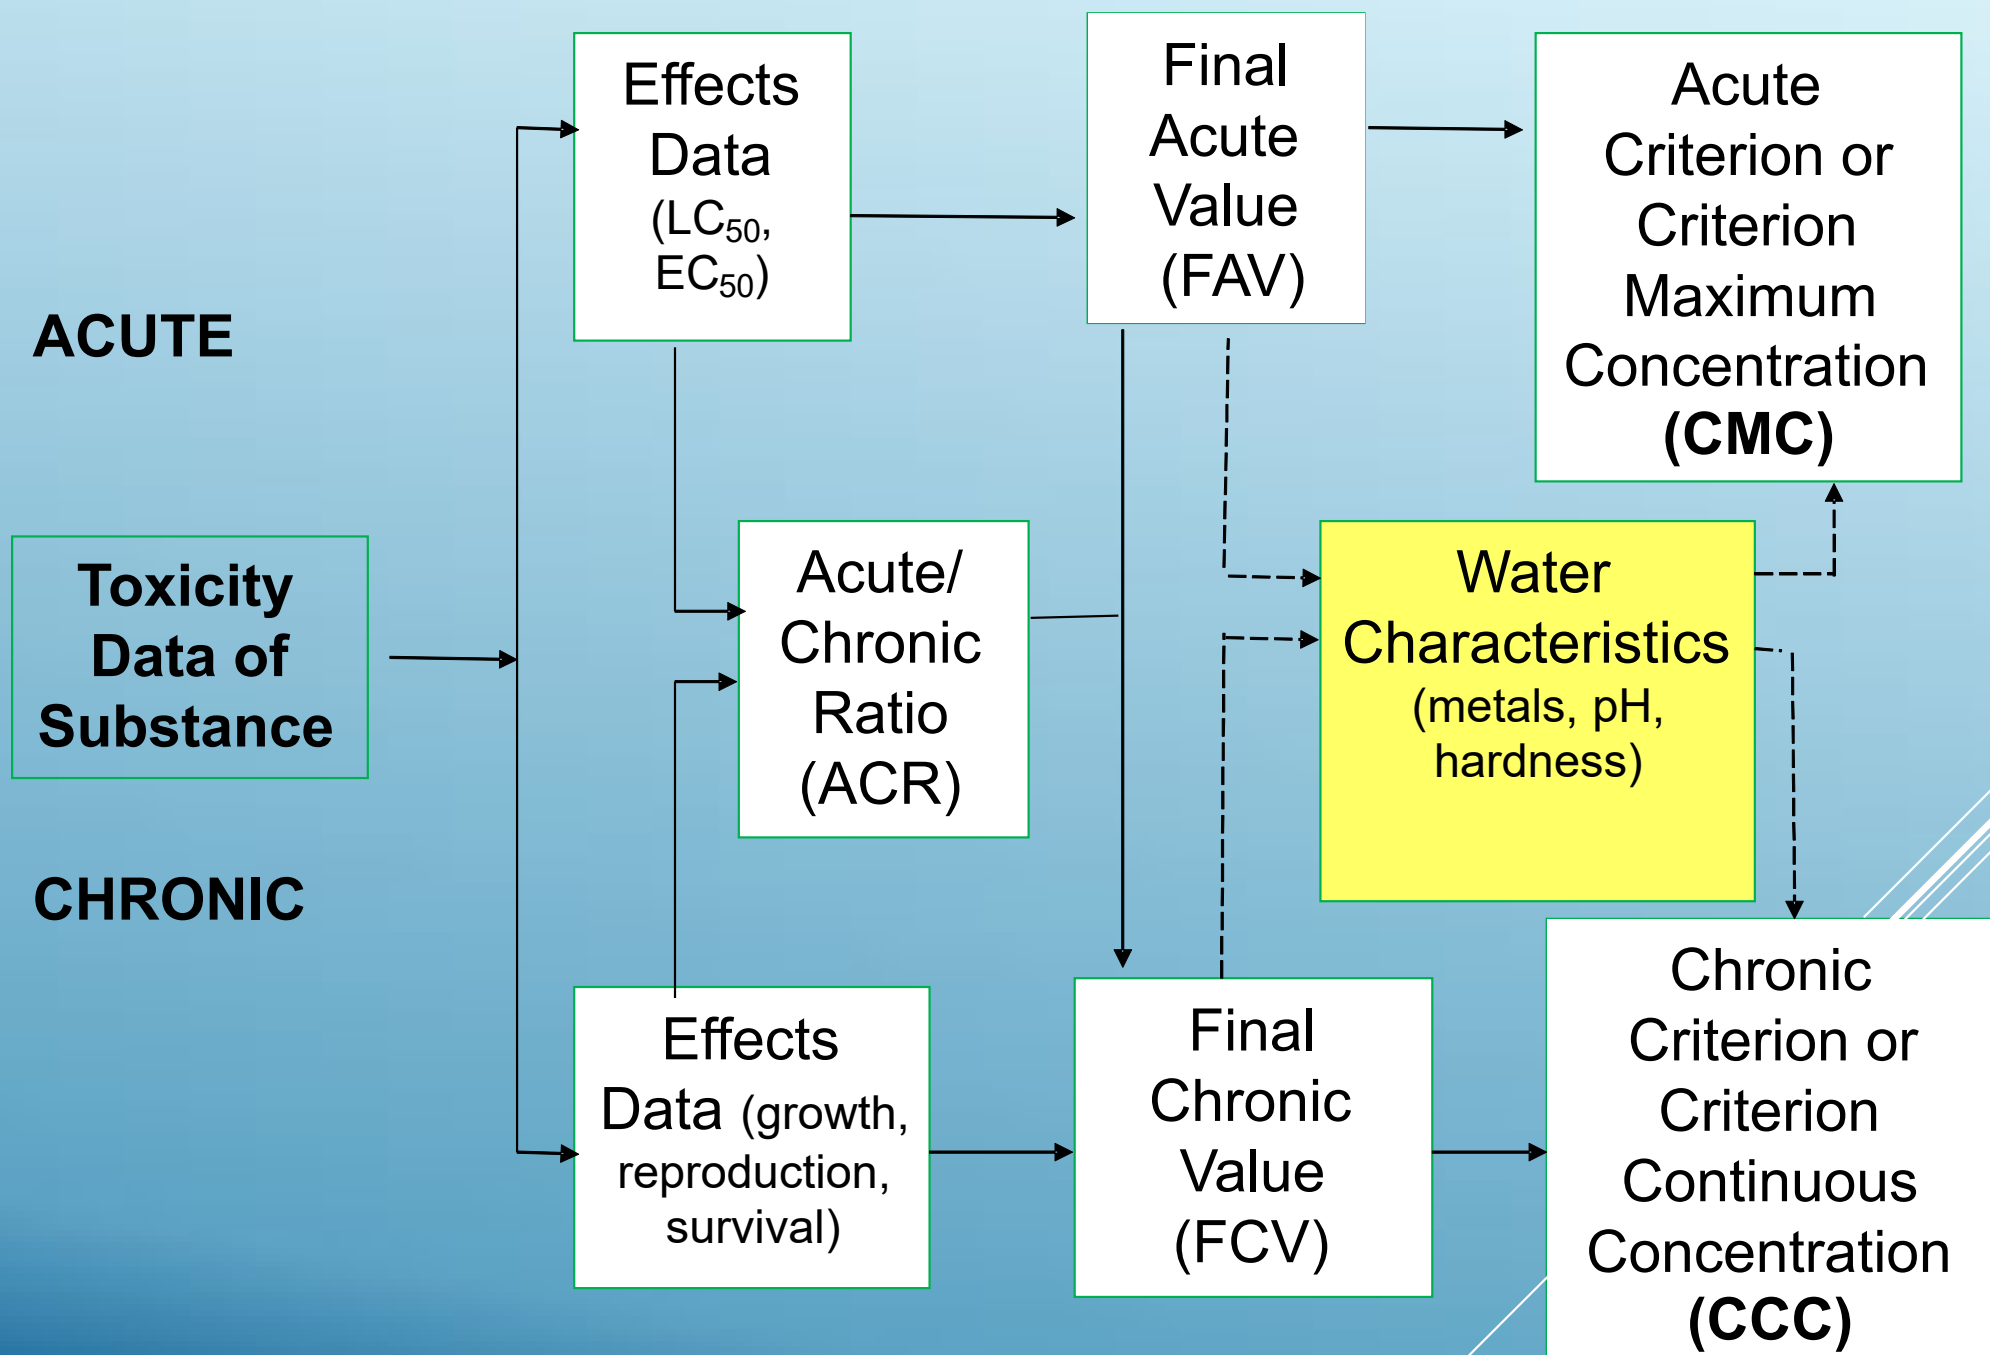 Effects
Data
(LC₅₀,
EC₅₀)
Final
Acute
Value
(FAV)
Acute
Criterion or
Criterion
Maximum
Concentration
(CMC)
ACUTE
Toxicity
Data of
Substance
Acute/
Chronic
Ratio
(ACR)
Water
Characteristics
(metals, pH,
hardness)
CHRONIC
Effects
Data (growth,
reproduction,
survival)
Final
Chronic
Value
(FCV)
Chronic
Criterion or
Criterion
Continuous
Concentration
(CCC)